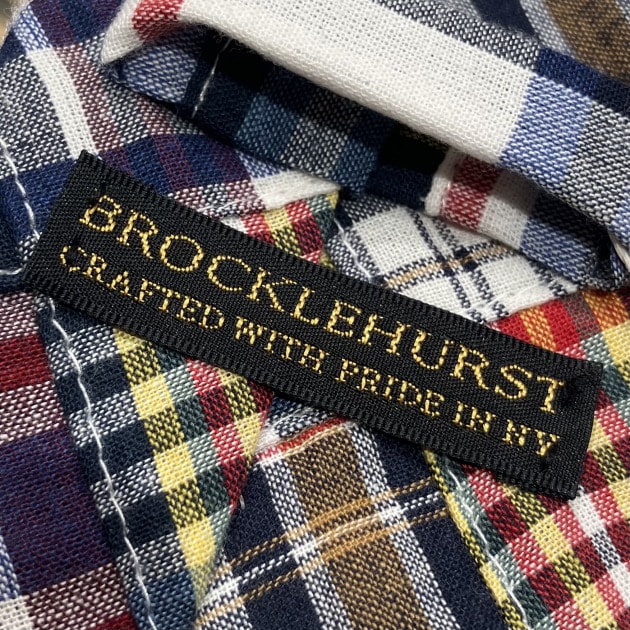 BROCKLEHURST
CRAFTED WITH PRIDE IN NY